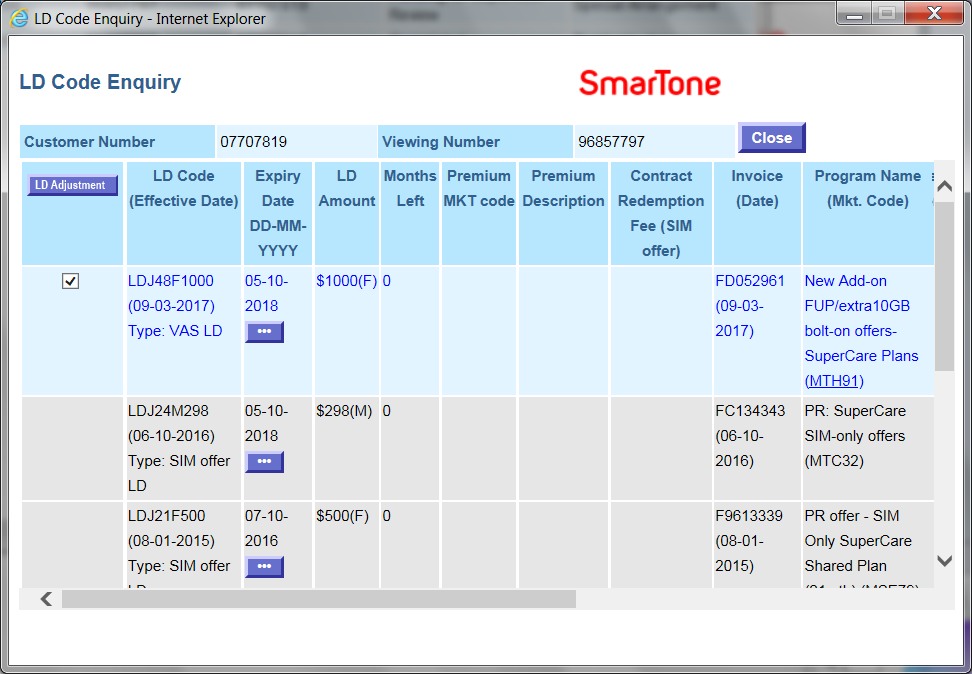 LD Code Enquiry - Internet Explorer
LD Code Enquiry
SmarTone
Customer Number 07707819 Viewing Number 96857797 Close
LD Adjustment
LD Code
(Effective Date)
Expiry
Date
DD-MM-
YYYY
LD
Amount
Months
Left
Premium
MKT code
Premium
Description
Contract
Redemption
Fee (SIM
offer)
Invoice
(Date)
Program Name
(Mkt. Code)
LDJ48F1000
(09-03-2017)
Type: VAS LD
05-10-
2018
•••
$1000(F)
0
FD052961
(09-03-
2017)
New Add-on
FUP/extra10GB
bolt-on offers-
SuperCare Plans
(MTH91)
LDJ24M298
(06-10-2016)
Type: SIM offer
LD
05-10-
2018
•••
$298(M)
0
FC134343
(06-10-
2016)
PR: SuperCare
SIM-only offers
(MTC32)
LDJ21F500
(08-01-2015)
Type: SIM offer
LD
07-10-
2016
•••
$500(F)
0
F9613339
(08-01-
2015)
PR offer - SIM
Only SuperCare
Shared Plan